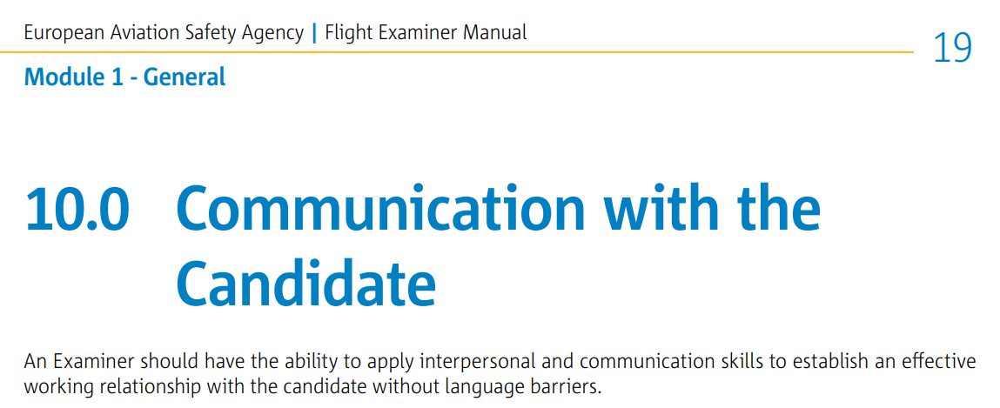 European Aviation Safety Agency | Flight Examiner Manual
19
Module 1 - General
10.0 Communication with the
Candidate
An Examiner should have the ability to apply interpersonal and communication skills to establish an effective
working relationship with the candidate without language barriers.